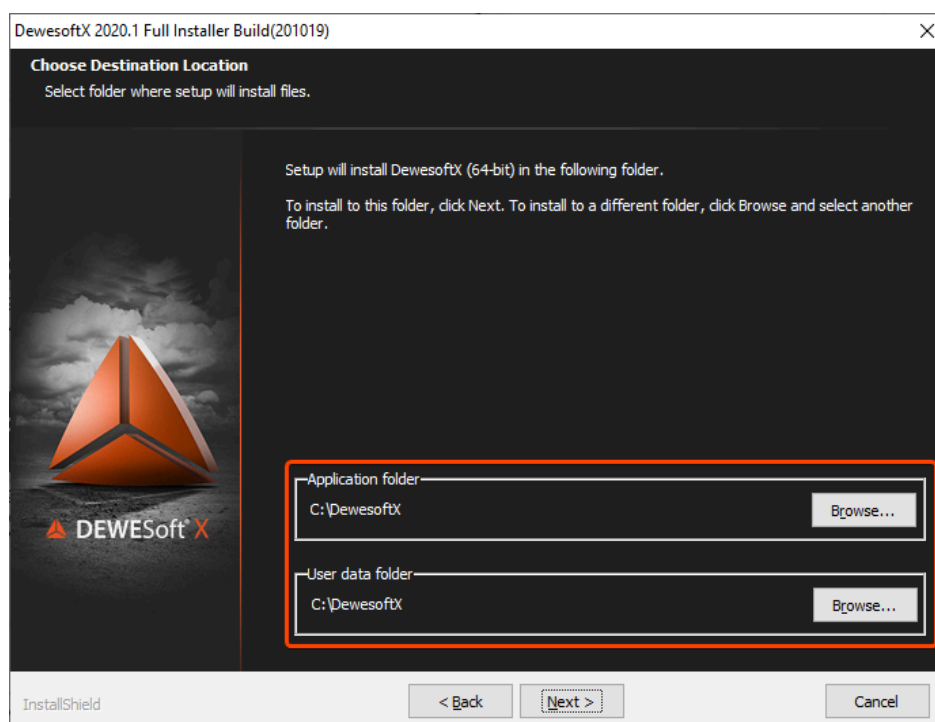 DewesoftX 2020.1 Full Installer Build(201019)
Choose Destination Location
Select folder where setup will install files.
Setup will install DewesoftX (64-bit) in the following folder.
To install to this folder, click Next. To install to a different folder, click Browse and select another
folder.
Application folder
C:\DewesoftX
Browse...
User data folder
C:\DewesoftX
Browse...
DEWESoft® X
InstallShield
< Back
Next >
Cancel